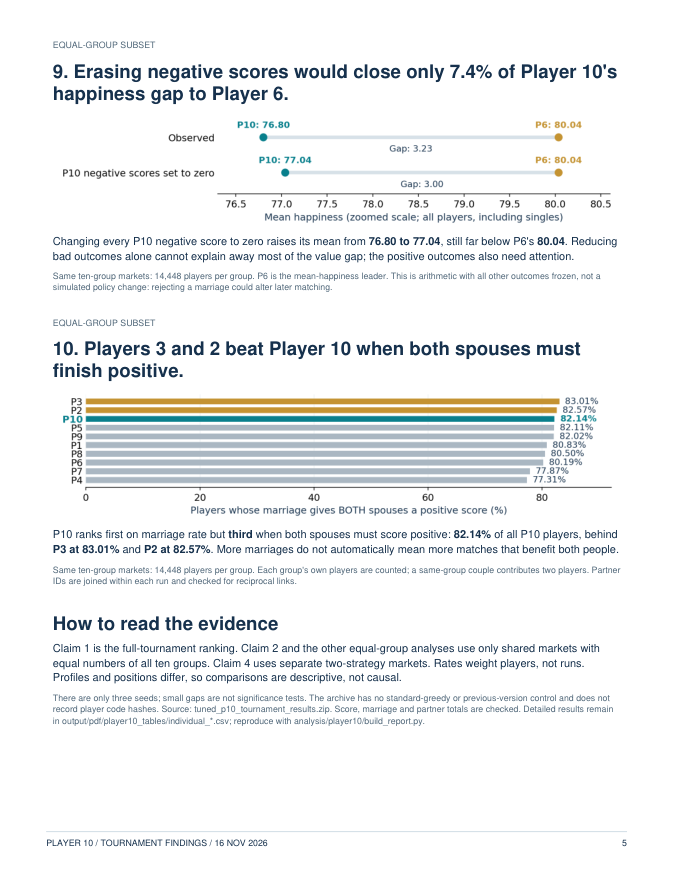 EQUAL-GROUP SUBSET
9. Erasing negative scores would close only 7.4% of Player 10's
happiness gap to Player 6.
P10: 76.80
P6: 80.04
Observed
Gap: 3.23
P10: 77.04
P6: 80.04
P10 negative scores set to zero
Gap: 3.00
76.5 77.0 77.5 78.0 78.5 79.0 79.5 80.0 80.5
Mean happiness (zoomed scale; all players, including singles)
Changing every P10 negative score to zero raises its mean from 76.80 to 77.04, still far below P6's 80.04. Reducing
bad outcomes alone cannot explain away most of the value gap; the positive outcomes also need attention.
Same ten-group markets: 14,448 players per group. P6 is the mean-happiness leader. This is arithmetic with all other outcomes frozen, not a
simulated policy change: rejecting a marriage could alter later matching.
EQUAL-GROUP SUBSET
10. Players 3 and 2 beat Player 10 when both spouses must
finish positive.
P3 83.01%
P2 82.57%
P10 82.14%
P5 82.11%
P9 82.02%
P1 80.83%
P8 80.50%
P6 80.19%
P7 77.87%
P4 77.31%
0 20 40 60 80
Players whose marriage gives BOTH spouses a positive score (%)
P10 ranks first on marriage rate but third when both spouses must score positive: 82.14% of all P10 players, behind
P3 at 83.01% and P2 at 82.57%. More marriages do not automatically mean more matches that benefit both people.
Same ten-group markets: 14,448 players per group. Each group's own players are counted; a same-group couple contributes two players. Partner
IDs are joined within each run and checked for reciprocal links.
How to read the evidence
Claim 1 is the full-tournament ranking. Claim 2 and the other equal-group analyses use only shared markets with
equal numbers of all ten groups. Claim 4 uses separate two-strategy markets. Rates weight players, not runs.
Profiles and positions differ, so comparisons are descriptive, not causal.
There are only three seeds; small gaps are not significance tests. The archive has no standard-greedy or previous-version control and does not
record player code hashes. Source: tuned_p10_tournament_results.zip. Score, marriage and partner totals are checked. Detailed results remain
in output/pdf/player10_tables/individual_*.csv; reproduce with analysis/player10/build_report.py.
PLAYER 10 / TOURNAMENT FINDINGS / 16 NOV 2026
5